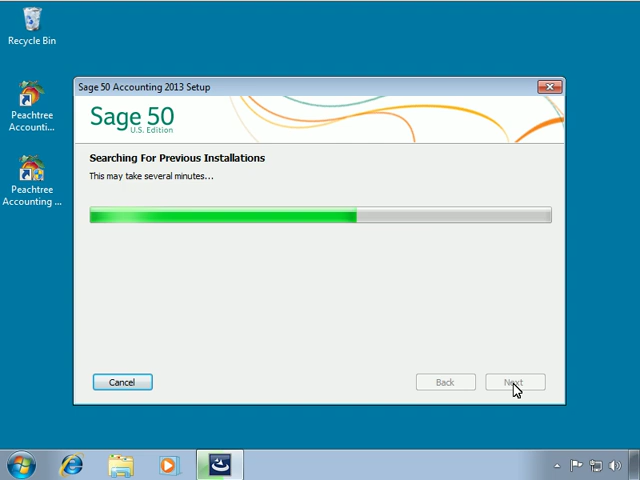 Recycle Bin
Peachtree
Accounti...
Peachtree
Accounting ...
Sage 50 Accounting 2013 Setup
Sage 50
U.S. Edition
Searching For Previous Installations
This may take several minutes...
Cancel
Back
Next